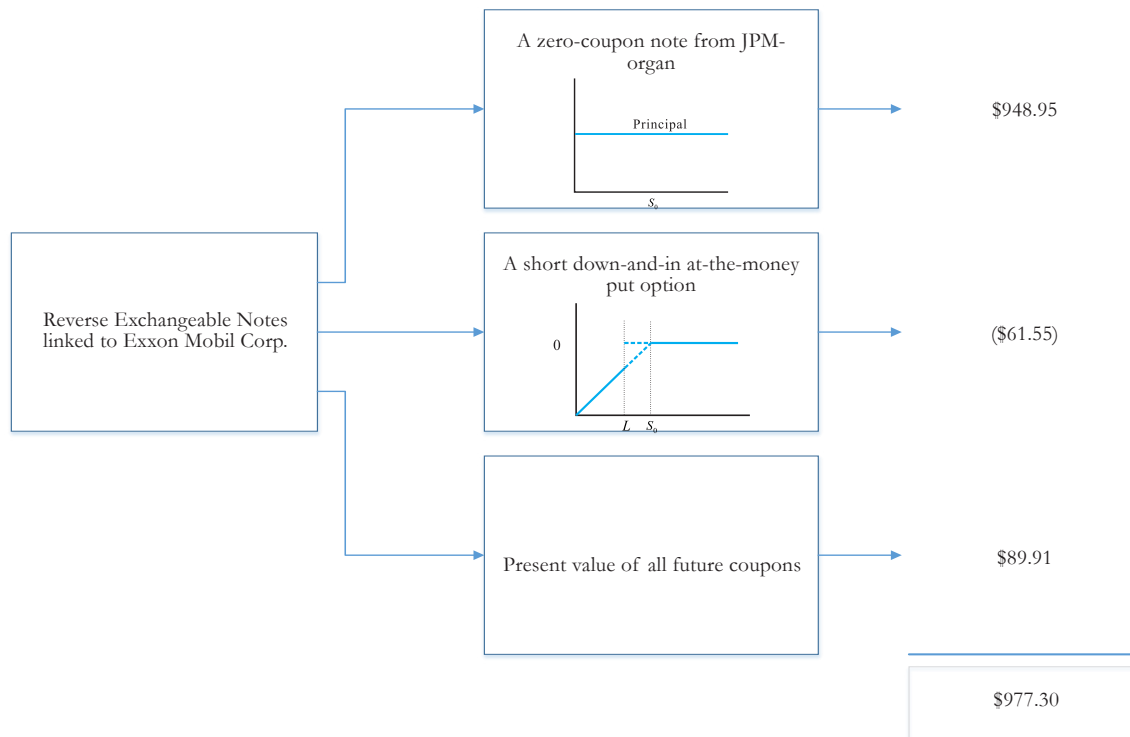 A zero-coupon note from JPM-
organ
Principal
S₀
$948.95
Reverse Exchangeable Notes
linked to Exxon Mobil Corp.
A short down-and-in at-the-money
put option
0
L S₀
($61.55)
Present value of all future coupons
$89.91
$977.30